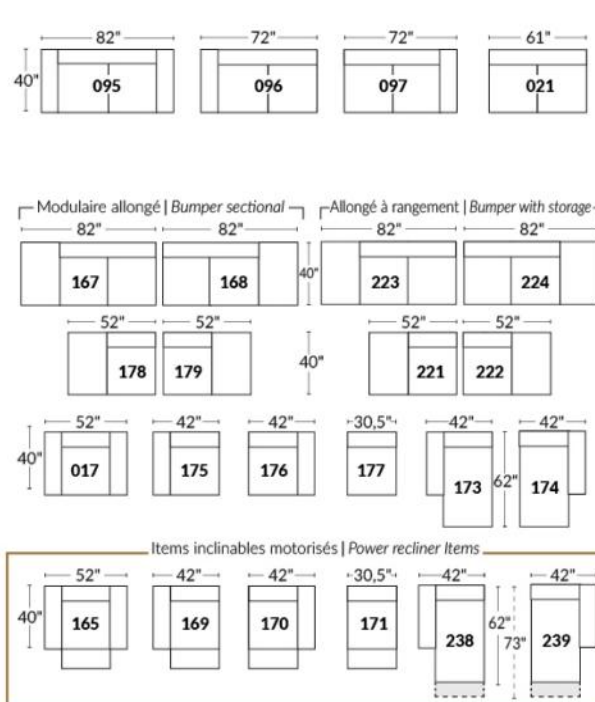 82" 72" 72" 61"
40" 095 096 097 021
Modulaire allongé | Bumper sectional Allongé à rangement | Bumper with storage
82" 82" 82" 82"
167 168 40" 223 224
52" 52" 52" 52"
178 179 40" 221 222
52" 42" 42" 30,5" 42" 42"
40" 017 175 176 177 173 62" 174
Items inclinables motorisés | Power recliner Items
52" 42" 42" 30,5" 42" 42"
40" 165 169 170 171 238 62" 73" 239